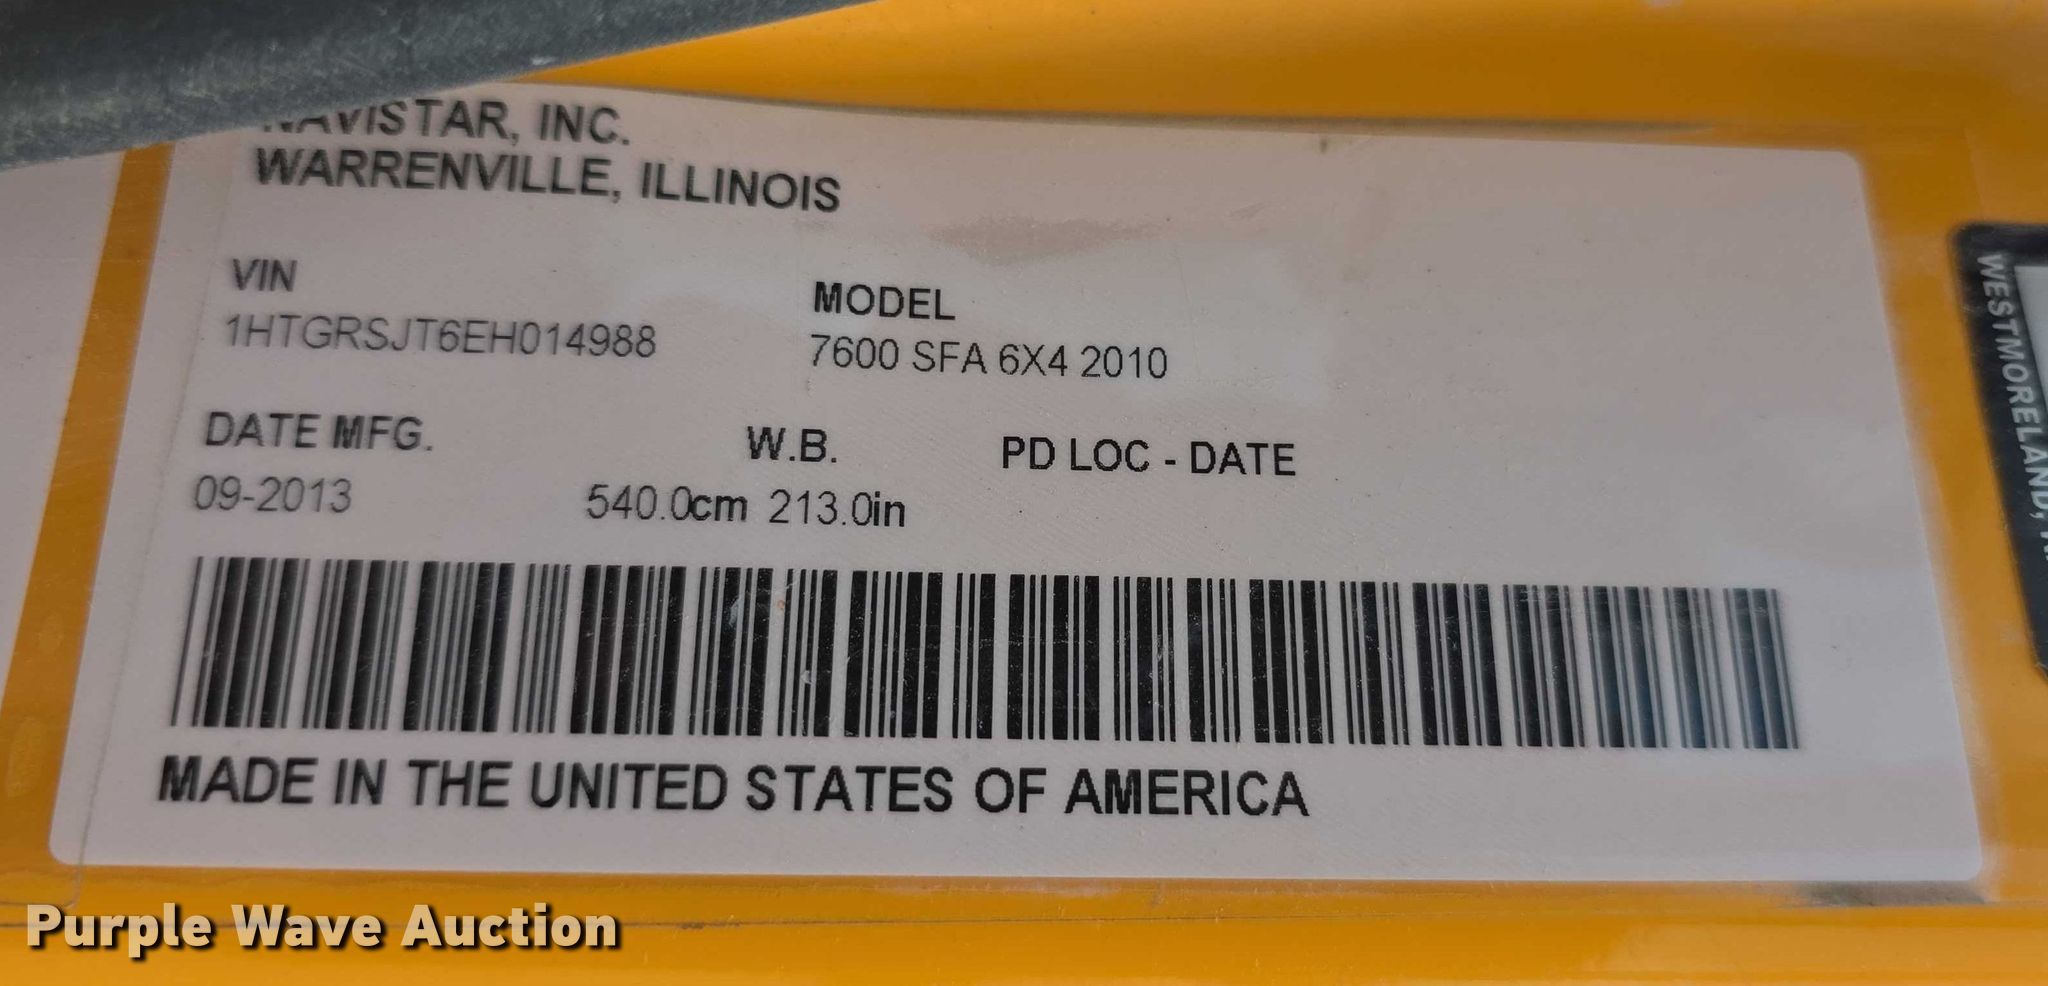 NAVISTAR, INC.
WARRENVILLE, ILLINOIS
VIN
1HTGRSJT6EH014988
MODEL
7600 SFA 6X4 2010
DATE MFG.
09-2013
W.B.
540.0cm 213.0in
PD LOC - DATE
MADE IN THE UNITED STATES OF AMERICA
WESTMORELAND,
Purple Wave Auction